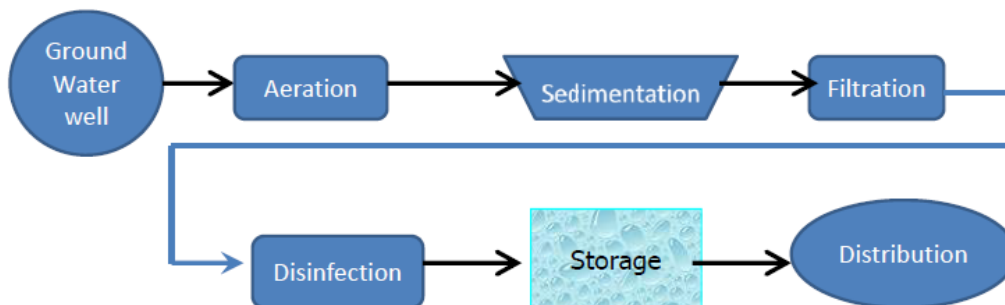 Ground
Water
well
Aeration
Sedimentation
Filtration
Disinfection
Storage
Distribution